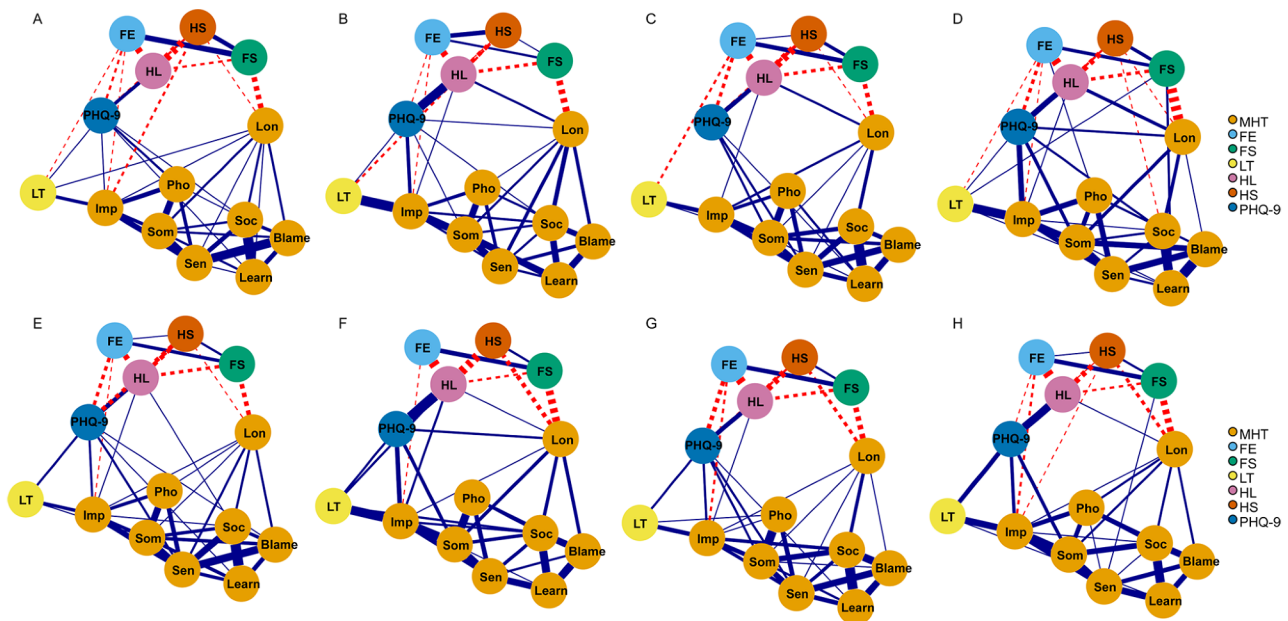 A
B
C
D
FE
HS
FS
HL
PHQ-9
Lon
LT
Imp
Pho
Som
Soc
Blame
Sen
Learn
FE
HS
FS
HL
PHQ-9
Lon
LT
Imp
Pho
Som
Soc
Blame
Sen
Learn
FE
HS
FS
HL
PHQ-9
Lon
LT
Imp
Pho
Som
Soc
Blame
Sen
Learn
FE
HS
FS
HL
PHQ-9
Lon
LT
Imp
Pho
Som
Soc
Blame
Sen
Learn
MHT
FE
FS
LT
HL
HS
PHQ-9
E
F
G
H
FE
HS
FS
HL
PHQ-9
Lon
LT
Imp
Pho
Som
Soc
Blame
Sen
Learn
FE
HS
FS
HL
PHQ-9
Lon
LT
Imp
Pho
Som
Soc
Blame
Sen
Learn
FE
HS
FS
HL
PHQ-9
Lon
LT
Imp
Pho
Som
Soc
Blame
Sen
Learn
FE
HS
FS
HL
PHQ-9
Lon
LT
Imp
Pho
Som
Soc
Blame
Sen
Learn
MHT
FE
FS
LT
HL
HS
PHQ-9